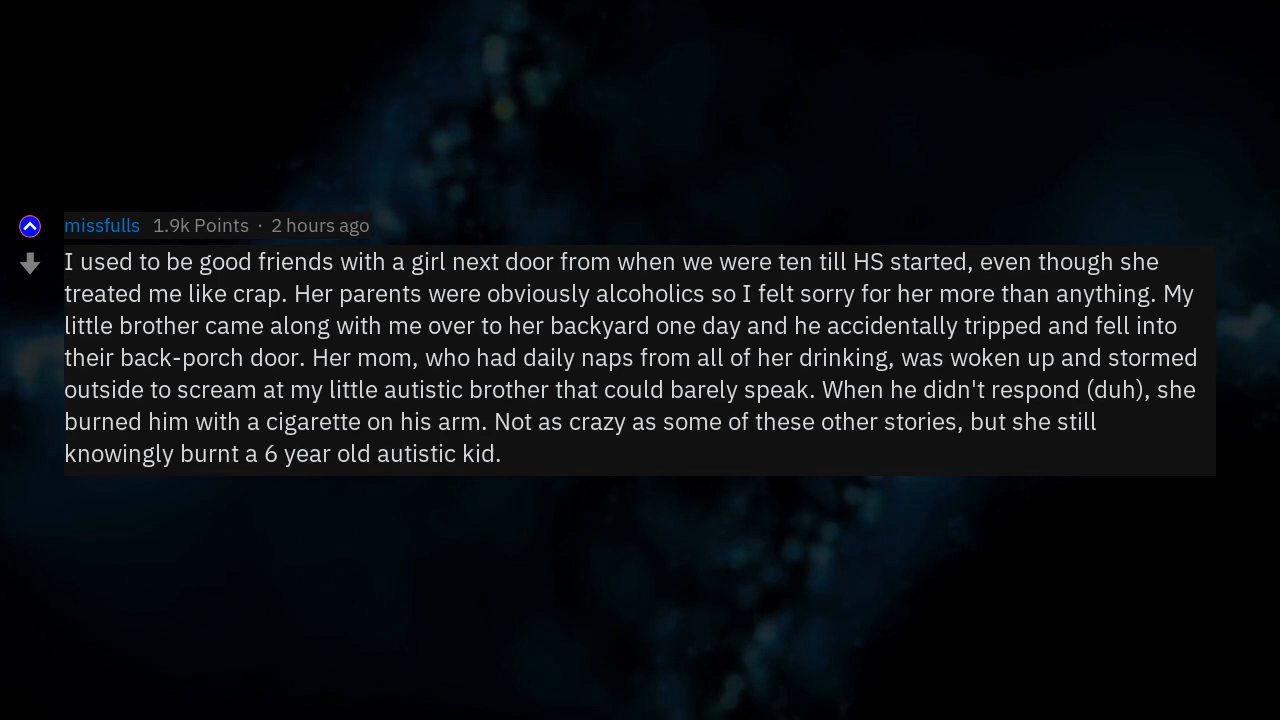 missfulls 1.9k Points · 2 hours ago
I used to be good friends with a girl next door from when we were ten till HS started, even though she
treated me like crap. Her parents were obviously alcoholics so I felt sorry for her more than anything. My
little brother came along with me over to her backyard one day and he accidentally tripped and fell into
their back-porch door. Her mom, who had daily naps from all of her drinking, was woken up and stormed
outside to scream at my little autistic brother that could barely speak. When he didn't respond (duh), she
burned him with a cigarette on his arm. Not as crazy as some of these other stories, but she still
knowingly burnt a 6 year old autistic kid.